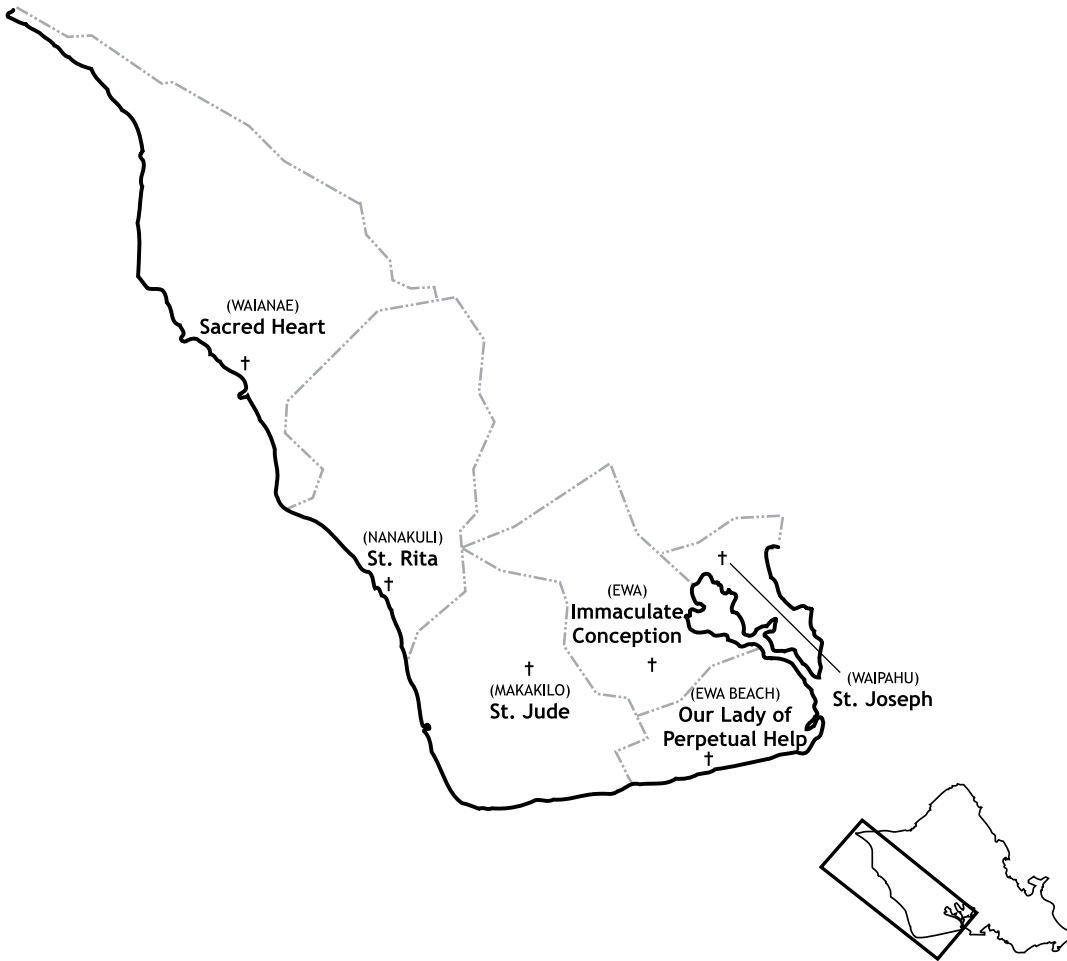 (WAIANAE)
Sacred Heart
(NANAKULI)
St. Rita
(EWA)
Immaculate
Conception
(MAKAKILO)
St. Jude
(EWA BEACH)
Our Lady of
Perpetual Help
(WAIPAHU)
St. Joseph